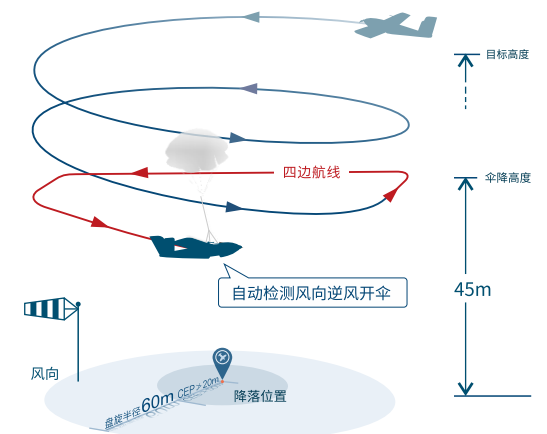 目标高度
四边航线
伞降高度
45m
自动检测风向逆风开伞
风向
盘旋半径60m CEP>20m
降落位置